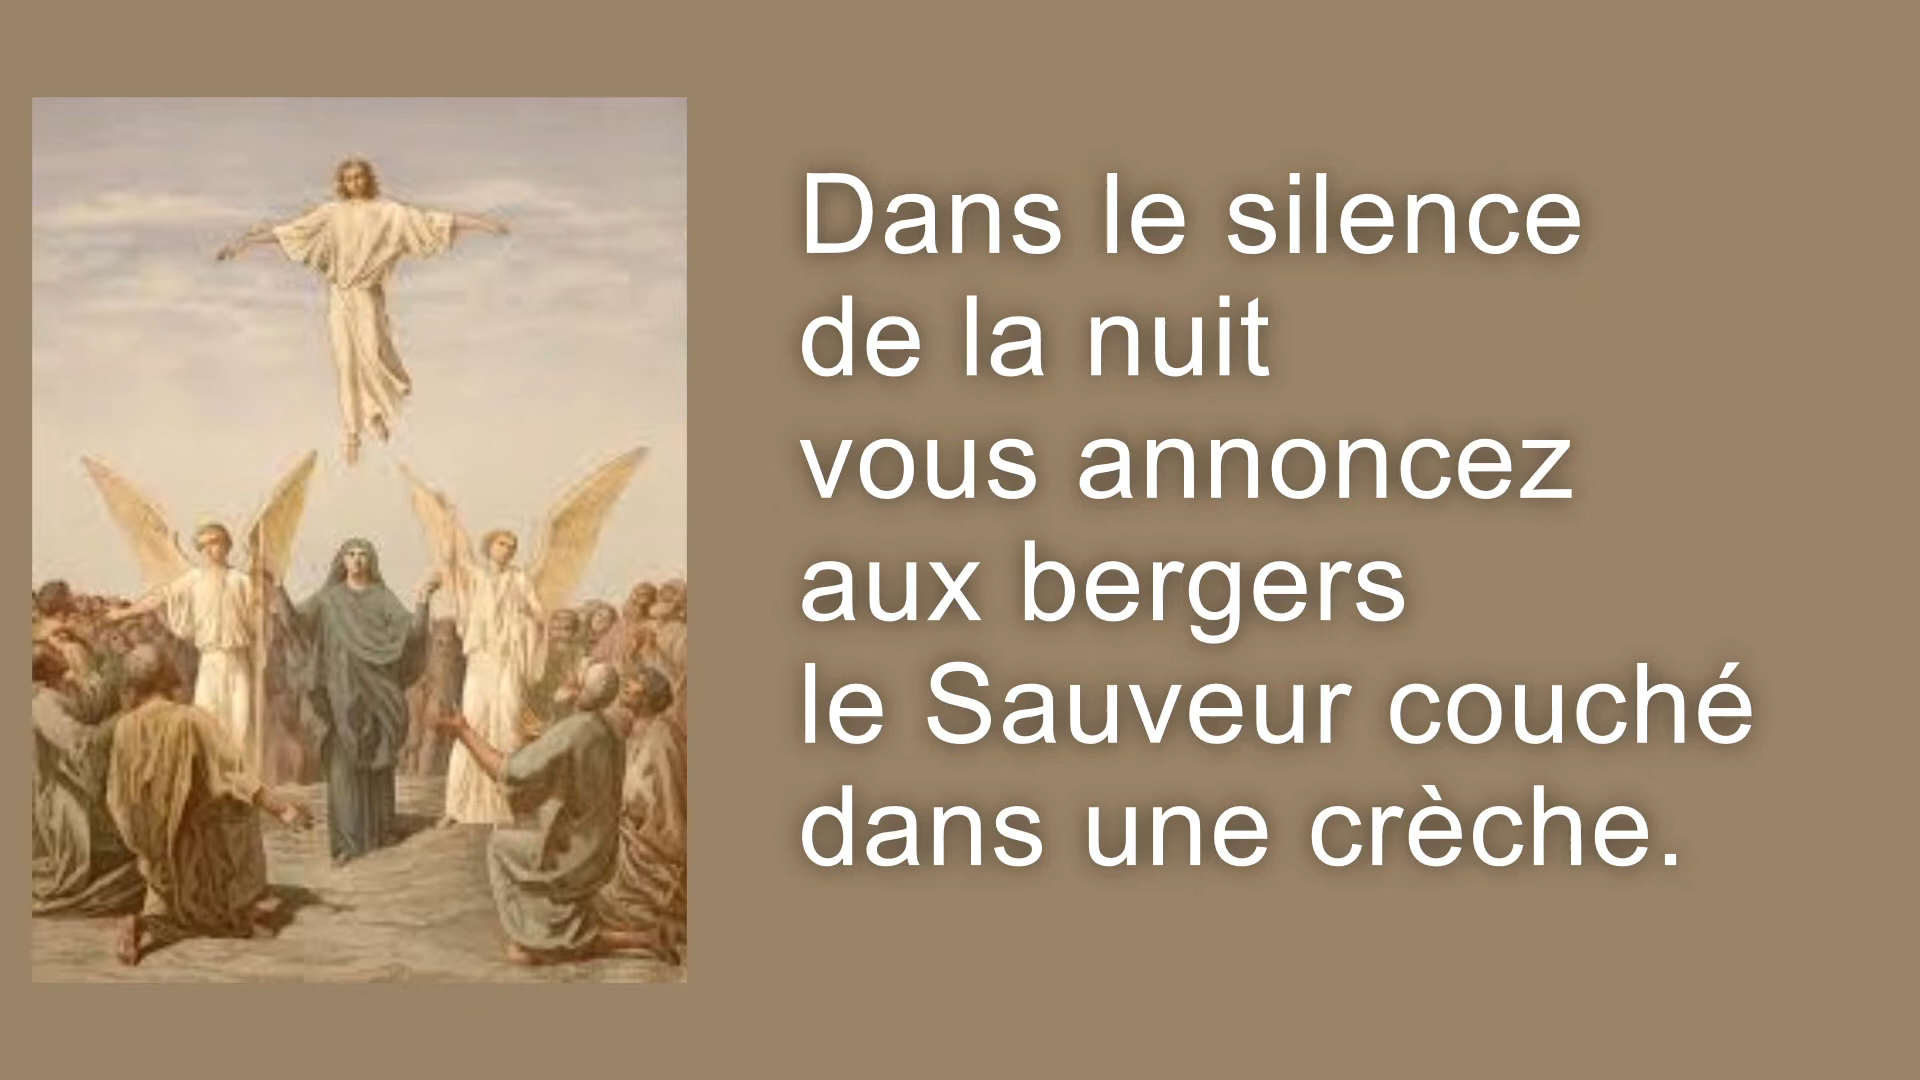 Dans le silence
de la nuit
vous annoncez
aux bergers
le Sauveur couché
dans une crèche.